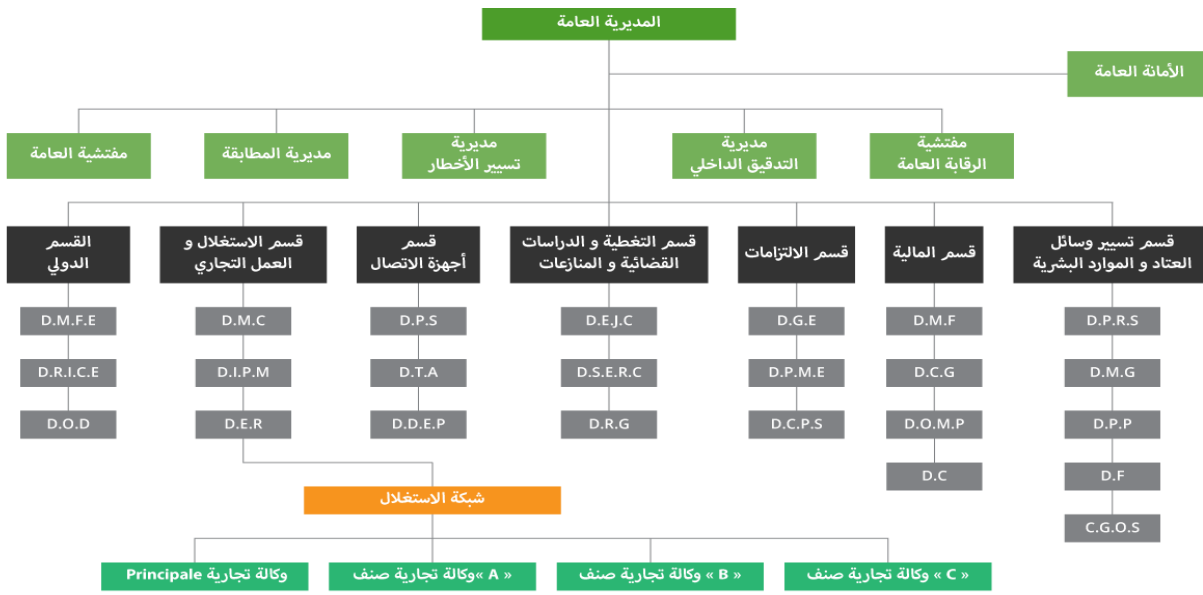 المديرية العامة
الأمانة العامة
مفتشية
الرقابة العامة
مديرية
التدقيق الداخلي
مديرية
تسيير الأخطار
مديرية المطابقة
مفتشية العامة
قسم تسيير وسائل
العتاد و الموارد البشرية
قسم المالية
قسم الالتزامات
قسم التغطية و الدراسات
القضائية و المنازعات
قسم
أجهزة الاتصال
قسم الاستغلال و
العمل التجاري
القسم
الدولي
D.P.R.S
D.M.F
D.G.E
D.E.J.C
D.P.S
D.M.C
D.M.F.E
D.M.G
D.C.G
D.P.M.E
D.S.E.R.C
D.T.A
D.I.P.M
D.R.I.C.E
D.P.P
D.O.M.P
D.C.P.S
D.R.G
D.D.E.P
D.E.R
D.O.D
D.F
D.C
C.G.O.S
شبكة الاستغلال
« C » وكالة تجارية صنف
« B » وكالة تجارية صنف
« A »وكالة تجارية صنف
وكالة تجارية Principale